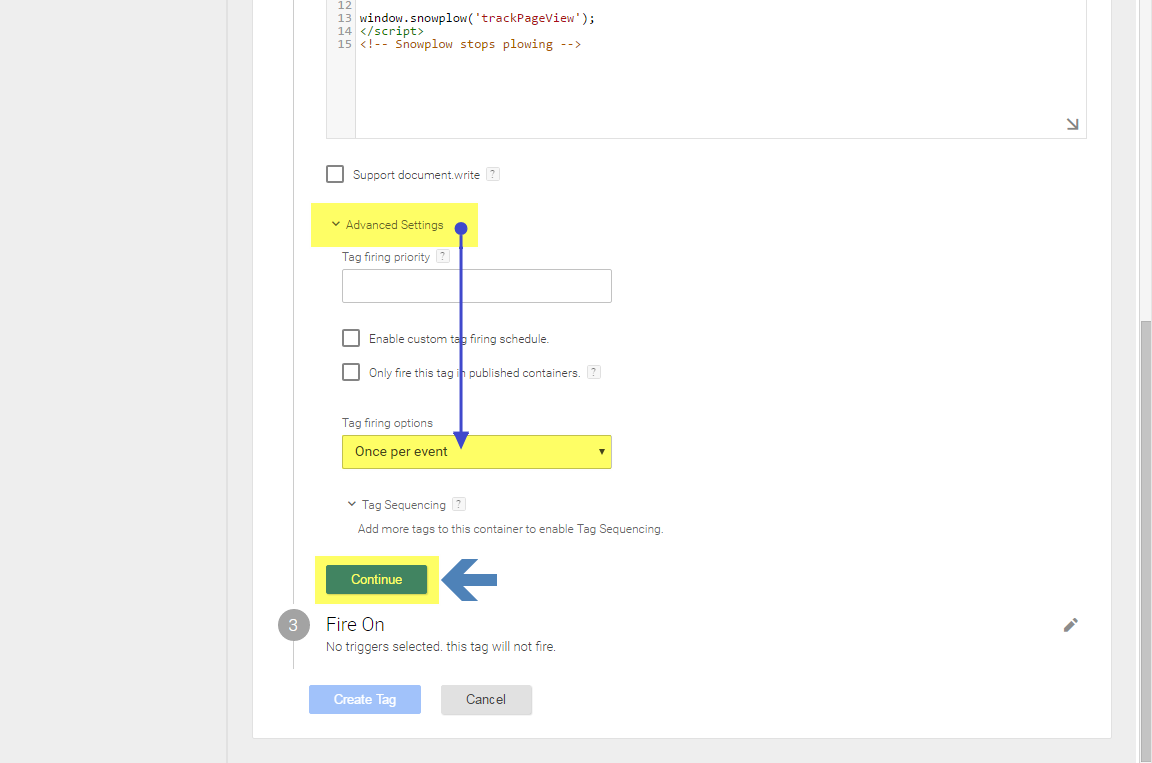 12
13 window.snowplow('trackPageView');
14 </script>
15 <!-- Snowplow stops plowing -->
Support document.write ?
Advanced Settings
Tag firing priority ?
Enable custom tag firing schedule.
Only fire this tag in published containers. ?
Tag firing options
Once per event
Tag Sequencing ?
Add more tags to this container to enable Tag Sequencing.
Continue
3 Fire On
No triggers selected. this tag will not fire.
Create Tag Cancel